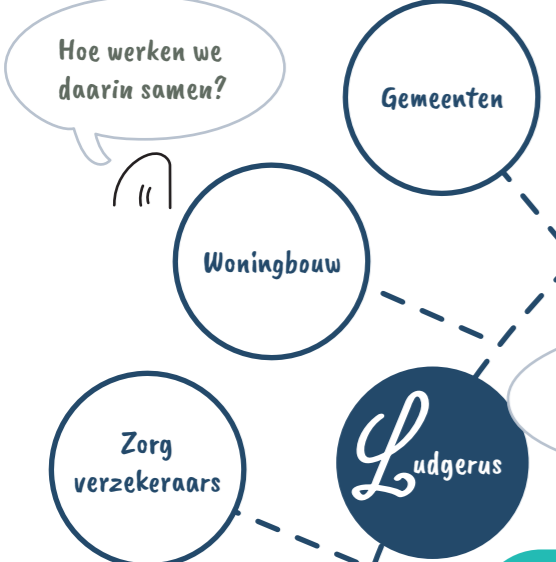 Hoe werken we
daarin samen?
Gemeenten
Woningbouw
Zorg
verzekeraars
Ludgerus